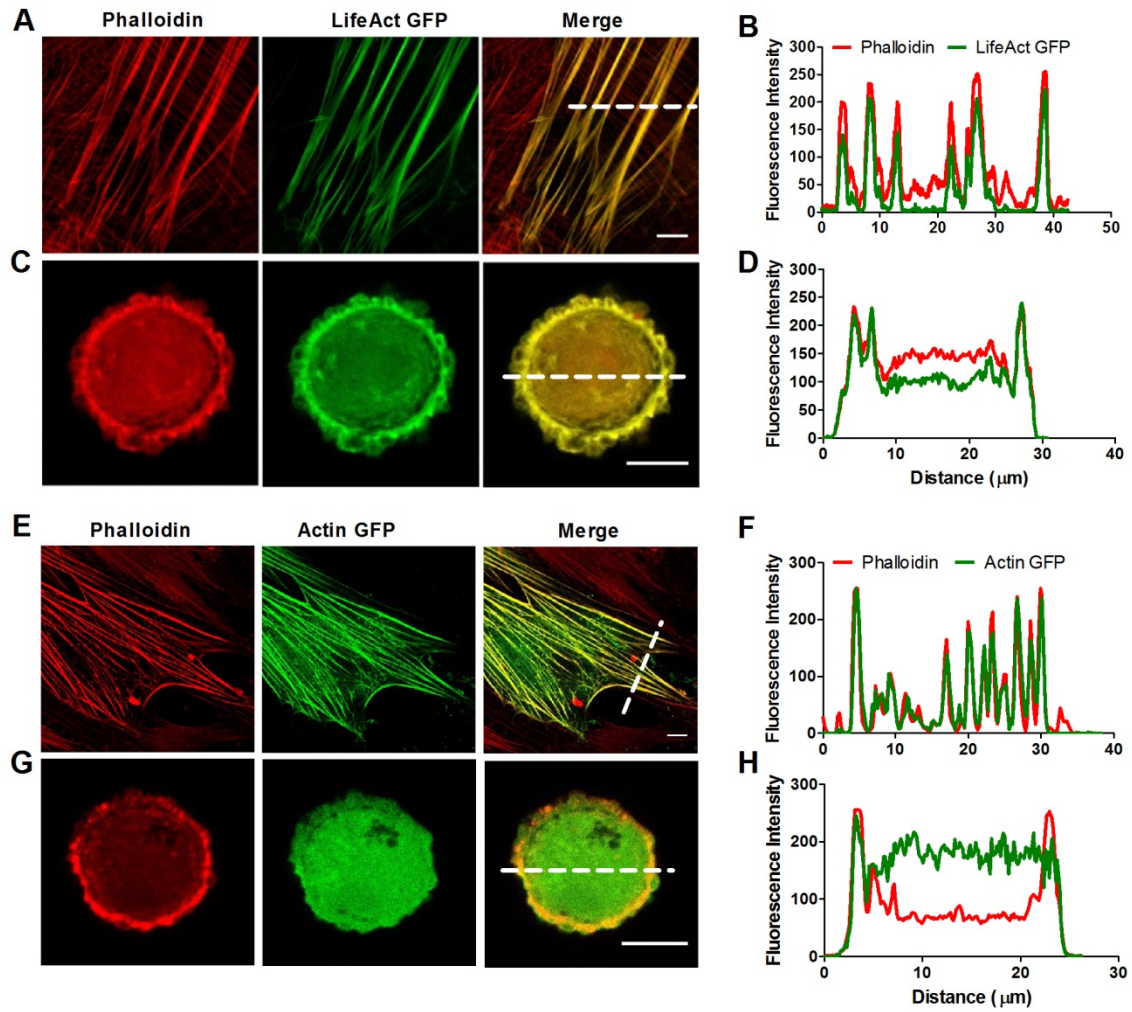 A
Phalloidin LifeAct GFP Merge
B
Fluorescence Intensity
300
250
200
150
100
50
0
Phalloidin LifeAct GFP
0 10 20 30 40 50
C
D
Fluorescence Intensity
300
250
200
150
100
50
0
0 10 20 30 40
Distance (μm)
E
Phalloidin Actin GFP Merge
F
Fluorescence Intensity
300
200
100
0
Phalloidin Actin GFP
0 10 20 30 40
G
H
Fluorescence Intensity
300
200
100
0
0 10 20 30
Distance (μm)